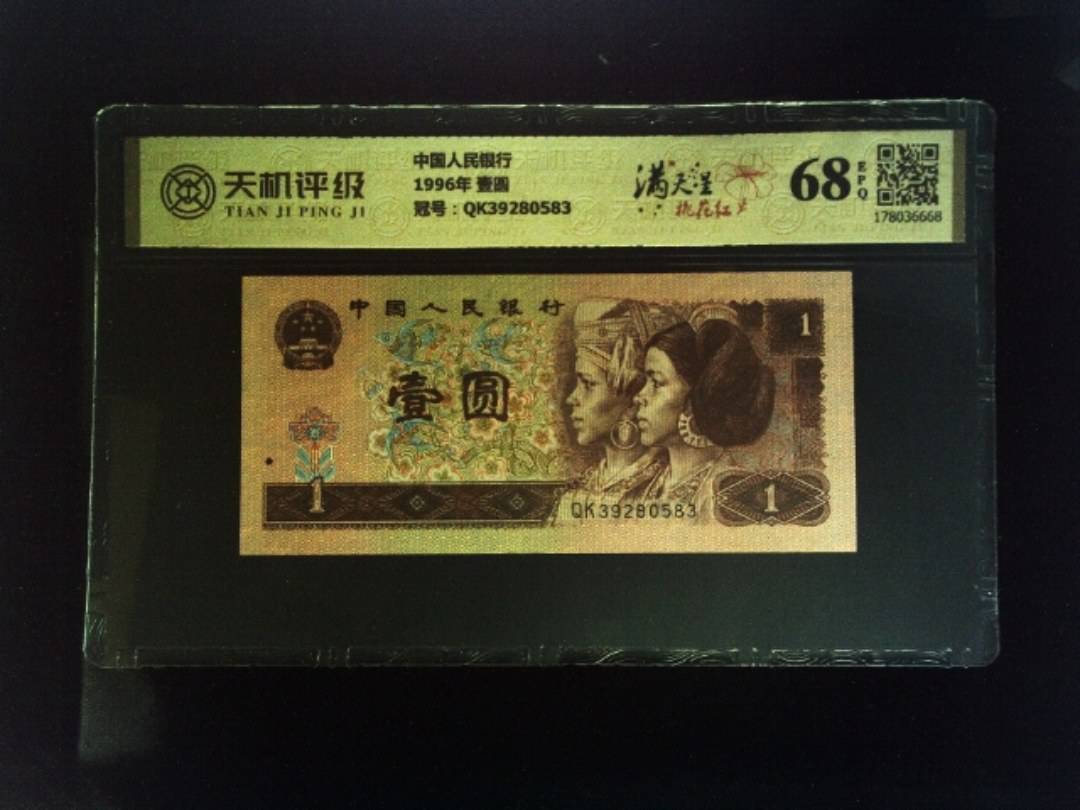 天机评级
TIAN JI PING JI
中国人民银行
1996年 壹圆
冠号：QK39280583
满天星
桃花红
68
EPQ
178036668
中國人民銀行
1
壹圆
1
QK39280583
1